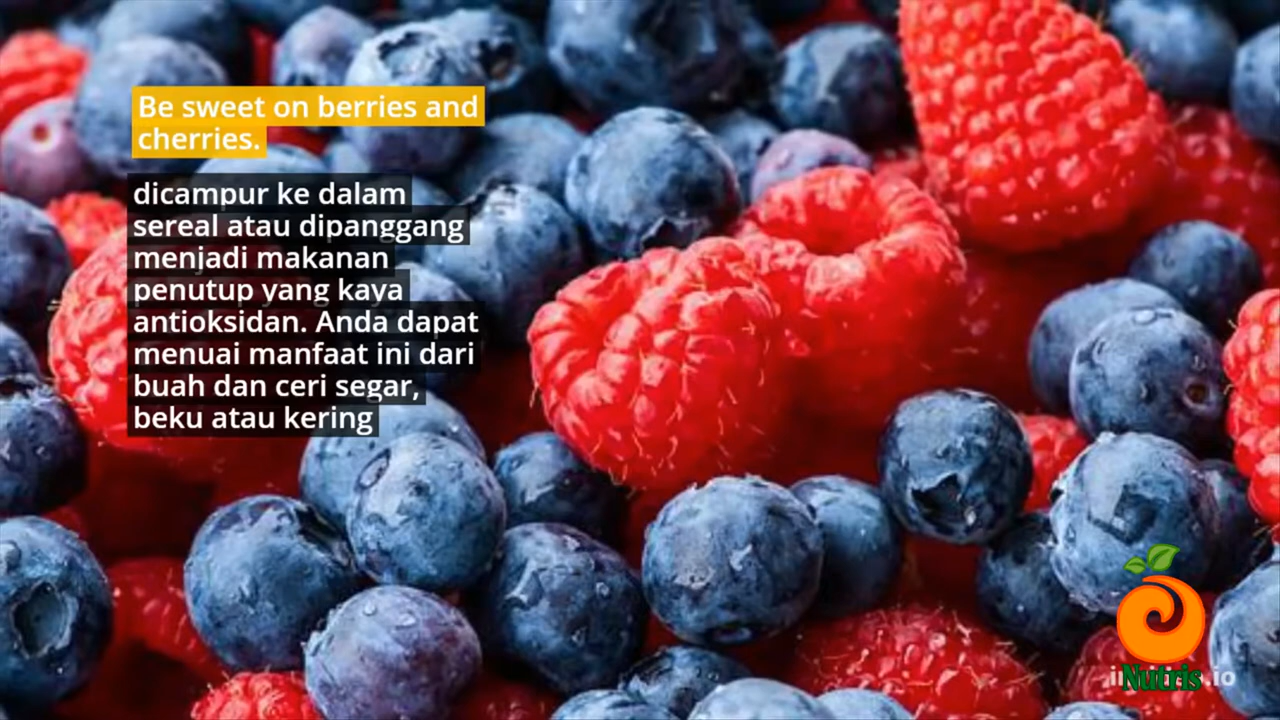 Be sweet on berries and
cherries.
dicampur ke dalam
sereal atau dipanggang
menjadi makanan
penutup yang kaya
antioksidan. Anda dapat
menuai manfaat ini dari
buah dan ceri segar,
beku atau kering
Nutris
.io